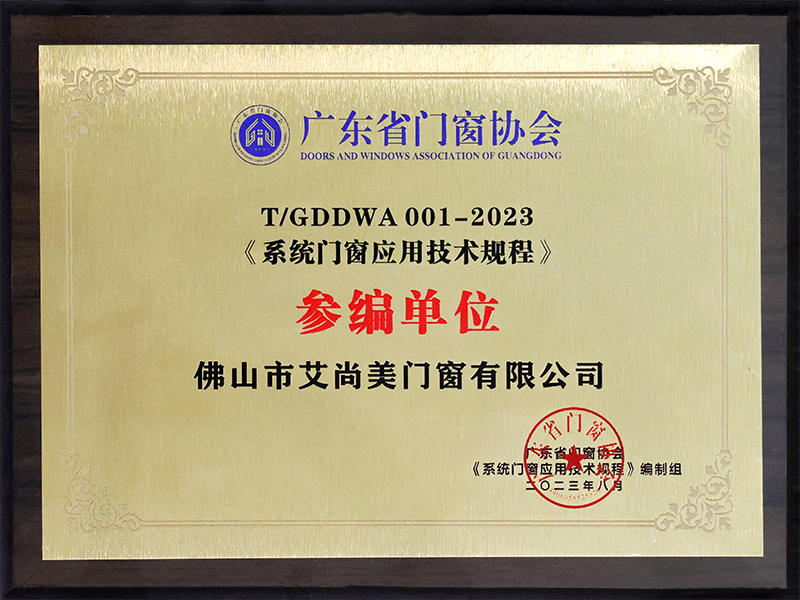 广东省门窗协会
DOORS AND WINDOWS ASSOCIATION OF GUANGDONG
T/GDDWA 001-2023
《系统门窗应用技术规程》
参编单位
佛山市艾尚美门窗有限公司
广东省门窗协会
《系统门窗应用技术规程》编制组
二〇二三年八月